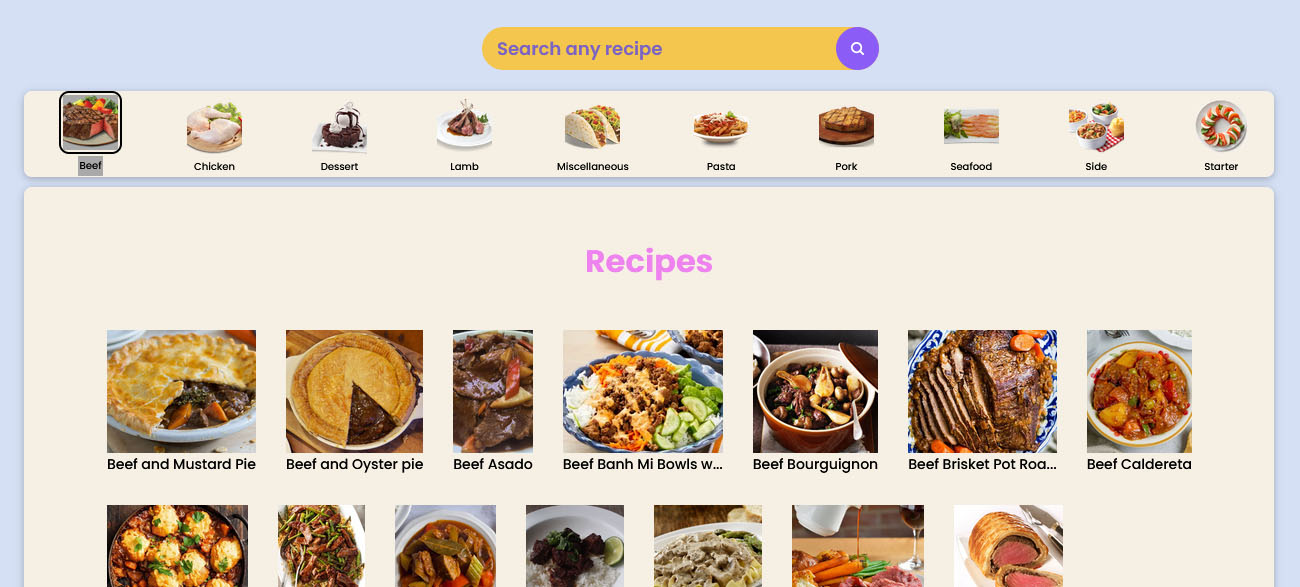 Search any recipe
Beef
Chicken
Dessert
Lamb
Miscellaneous
Pasta
Pork
Seafood
Side
Starter
Recipes
Beef and Mustard Pie
Beef and Oyster pie
Beef Asado
Beef Banh Mi Bowls w...
Beef Bourguignon
Beef Brisket Pot Roa...
Beef Caldereta